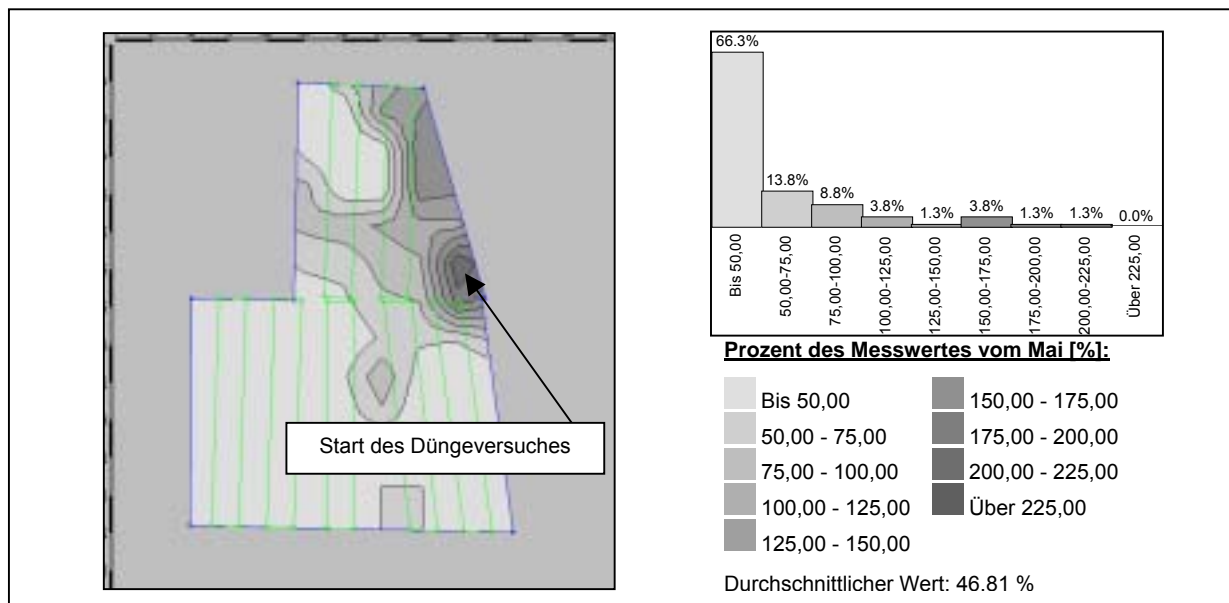 Start des Düngeversuches
66.3%
13.8%
8.8%
3.8%
1.3%
3.8%
1.3%
1.3%
0.0%
Bis 50,00
50,00-75,00
75,00-100,00
100,00-125,00
125,00-150,00
150,00-175,00
175,00-200,00
200,00-225,00
Über 225,00
Prozent des Messwertes vom Mai [%]:
Bis 50,00
50,00 - 75,00
75,00 - 100,00
100,00 - 125,00
125,00 - 150,00
150,00 - 175,00
175,00 - 200,00
200,00 - 225,00
Über 225,00
Durchschnittlicher Wert: 46.81 %